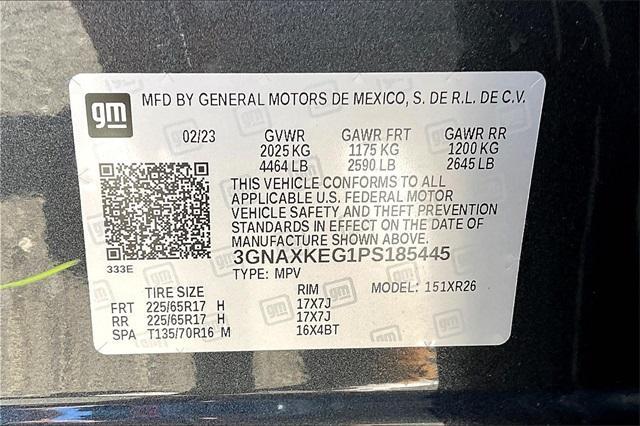 gm MFD BY GENERAL MOTORS DE MEXICO, S. DE R.L. DE C.V.
02/23 GVWR GAWR FRT GAWR RR
2025 KG 1175 KG 1200 KG
4464 LB 2590 LB 2645 LB
THIS VEHICLE CONFORMS TO ALL
APPLICABLE U.S. FEDERAL MOTOR
VEHICLE SAFETY AND THEFT PREVENTION
STANDARDS IN EFFECT ON THE DATE OF
MANUFACTURE SHOWN ABOVE.
3GNAXKEG1PS185445
333E TYPE: MPV
TIRE SIZE RIM MODEL: 151XR26
FRT 225/65R17 H 17X7J
RR 225/65R17 H 17X7J
SPA T135/70R16 M 16X4BT